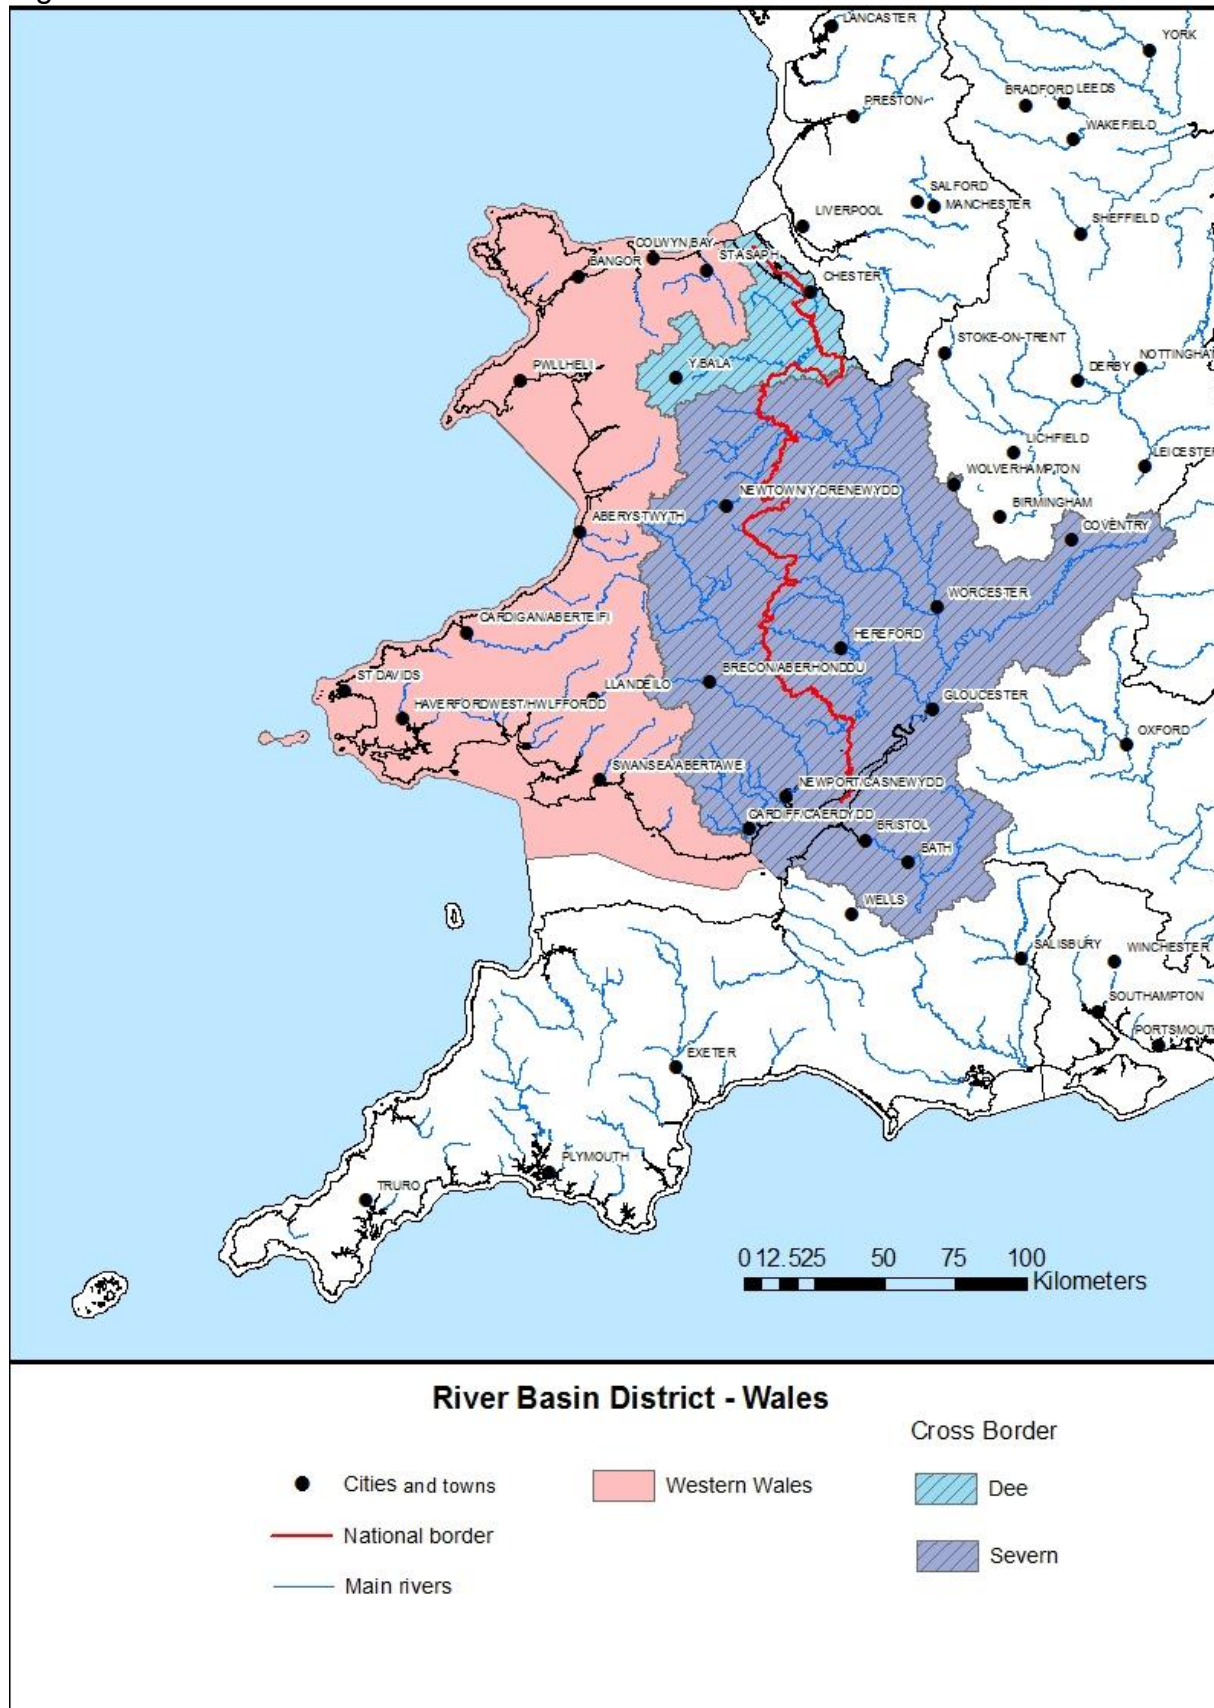 LANCASTER
YORK
BRADFORD LEEDS
PRESTON
WAKEFIELD
SALFORD
MANCHESTER
LIVERPOOL
SHEFFIELD
COLWYN BAY
ST ASAPH
BANGOR
CHESTER
STOKE-ON-TRENT
NOTTINGHAM
PWLLHELI
Y BALA
DERBY
LICHFIELD
LEICESTER
WOLVERHAMPTON
NEWTOWN/Y DRENEWYDD
BIRMINGHAM
ABERYSTWYTH
COVENTRY
WORCESTER
CARDIGAN/ABERTEIFI
HEREFORD
ST DAVIDS
LLANDEILO
BRECON/ABERHONDDU
GLOUCESTER
HAVERFORDWEST/HWLFFORDD
OXFORD
SWANSEA/ABERTAWE
NEWPORT/CASNEWYDD
CARDIFF/CAERDYDD
BRISTOL
BATH
WELLS
SALISBURY
WINCHESTER
SOUTHAMPTON
PORTSMOUTH
EXETER
PLYMOUTH
TRURO
0 12.525 50 75 100
Kilometers
River Basin District - Wales
Cross Border
Cities and towns
Western Wales
Dee
National border
Severn
Main rivers